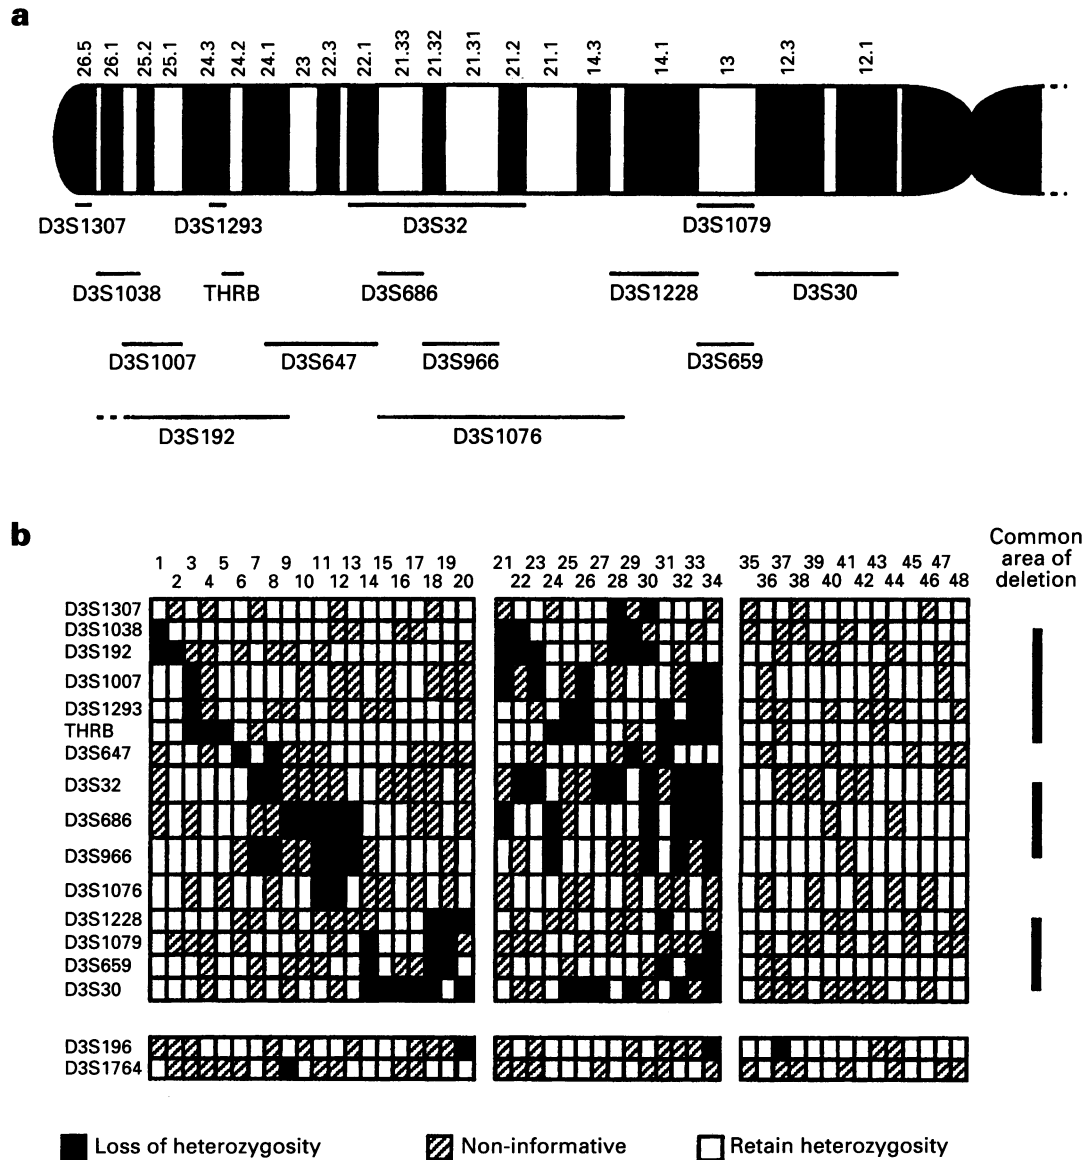 a
26.5 26.1 25.2 25.1 24.3 24.2 24.1 23 22.3 22.1 21.33 21.32 21.31 21.2 21.1 14.3 14.1 13 12.3 12.1
D3S1307 D3S1293 D3S32 D3S1079
D3S1038 THRB D3S686 D3S1228 D3S30
D3S1007 D3S647 D3S966 D3S659
D3S192 D3S1076
b
Common
area of
deletion
1 3 5 7 9 11 13 15 17 19 21 23 25 27 29 31 33 35 37 39 41 43 45 47
2 4 6 8 10 12 14 16 18 20 22 24 26 28 30 32 34 36 38 40 42 44 46 48
D3S1307
D3S1038
D3S192
D3S1007
D3S1293
THRB
D3S647
D3S32
D3S686
D3S966
D3S1076
D3S1228
D3S1079
D3S659
D3S30
D3S196
D3S1764
Loss of heterozygosity Non-informative Retain heterozygosity